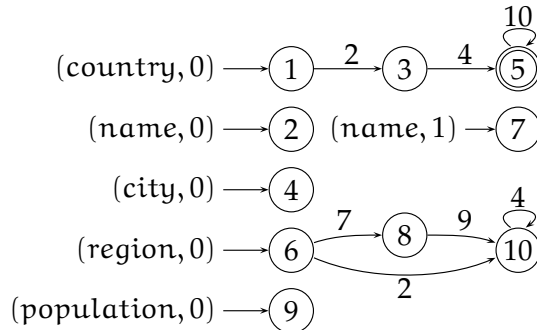 10
(country, 0) 1 2 3 4 5
(name, 0) 2 (name, 1) 7
(city, 0) 4
4
7 8 9
(region, 0) 6 10
2
(population, 0) 9